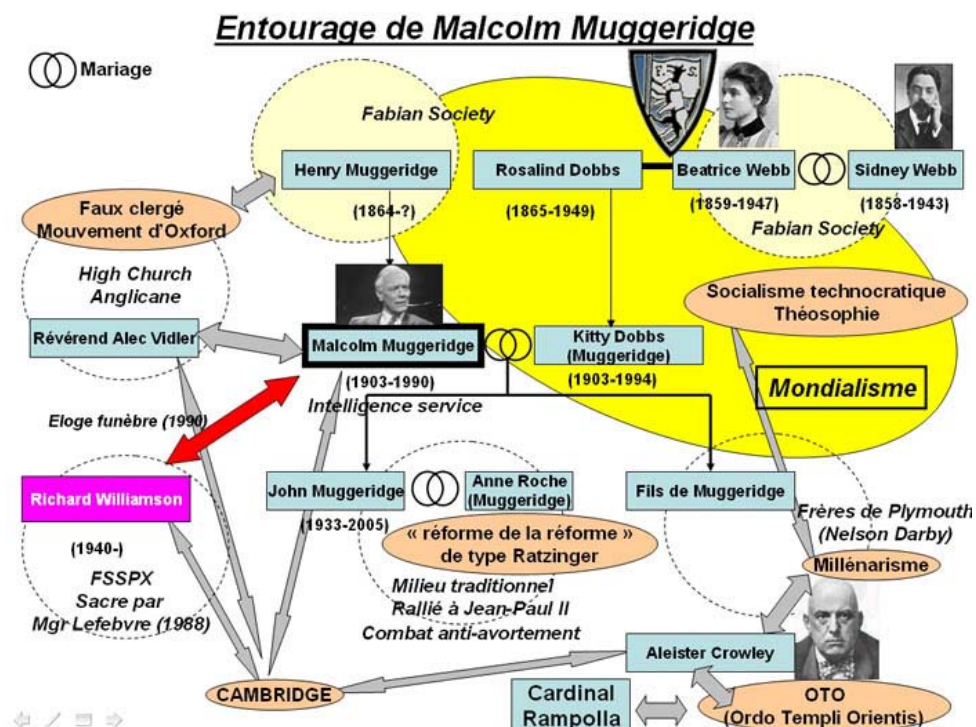 Entourage de Malcolm Muggeridge
Mariage
Fabian Society
F. S.
Henry Muggeridge
(1864-?)
Rosalind Dobbs
(1865-1949)
Beatrice Webb
(1859-1947)
Sidney Webb
(1858-1943)
Fabian Society
Faux clergé
Mouvement d'Oxford
High Church
Anglicane
Révérend Alec Vidler
Malcolm Muggeridge
(1903-1990)
Intelligence service
Kitty Dobbs
(Muggeridge)
(1903-1994)
Socialisme technocratique
Théosophie
Mondialisme
Eloge funèbre (1990)
Richard Williamson
(1940-)
FSSPX
Sacre par
Mgr Lefebvre (1988)
John Muggeridge
(1933-2005)
Anne Roche
(Muggeridge)
« réforme de la réforme »
de type Ratzinger
Milieu traditionnel
Rallié à Jean-Paul II
Combat anti-avortement
Fils de Muggeridge
Frères de Plymouth
(Nelson Darby)
Millénarisme
Aleister Crowley
CAMBRIDGE
Cardinal
Rampolla
OTO
(Ordo Templi Orientis)